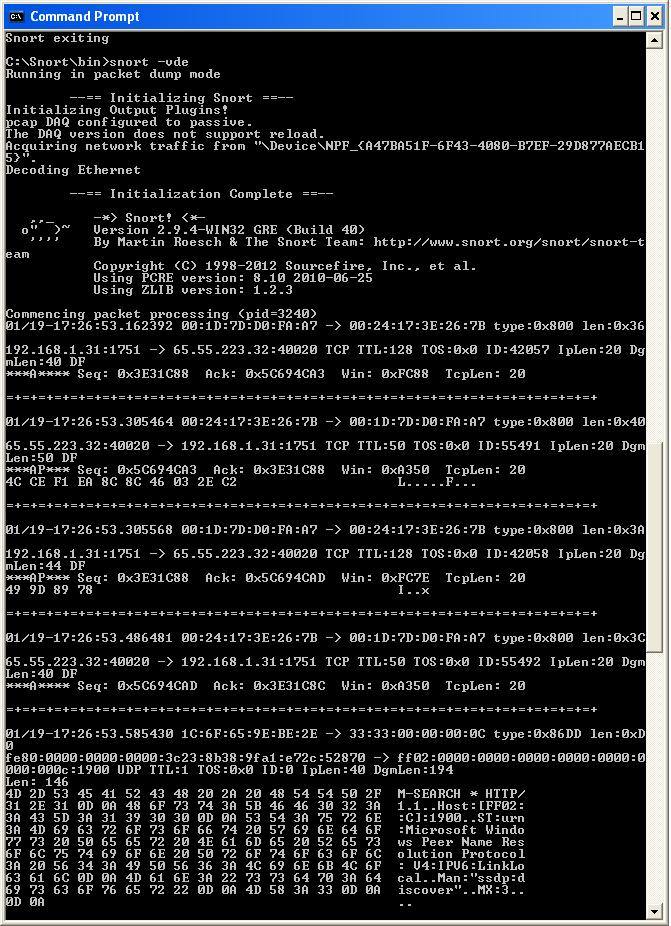 Command Prompt
Snort exiting
C:\Snort\bin>snort -vde
Running in packet dump mode
--== Initializing Snort ==--
Initializing Output Plugins!
pcap DAQ configured to passive.
The DAQ version does not support reload.
Acquiring network traffic from "\Device\NPF_{A47BA51F-6F43-4080-B7EF-29D877AECB1
5}".
Decoding Ethernet
--== Initialization Complete ==--
,,_     -*> Snort! <*-
o"  )~   Version 2.9.4-WIN32 GRE (Build 40)
''''    By Martin Roesch & The Snort Team: http://www.snort.org/snort/snort-t
eam
Copyright (C) 1998-2012 Sourcefire, Inc., et al.
Using PCRE version: 8.10 2010-06-25
Using ZLIB version: 1.2.3
Commencing packet processing (pid=3240)
01/19-17:26:53.162392 00:1D:7D:D0:FA:A7 -> 00:24:17:3E:26:7B type:0x800 len:0x36
192.168.1.31:1751 -> 65.55.223.32:40020 TCP TTL:128 TOS:0x0 ID:42057 IpLen:20 Dg
mLen:40 DF
***A**** Seq: 0x3E31C88  Ack: 0x5C694CA3  Win: 0xFC88  TcpLen: 20
=+=+=+=+=+=+=+=+=+=+=+=+=+=+=+=+=+=+=+=+=+=+=+=+=+=+=+=+=+=+=+=+=+=+=+=+=+
01/19-17:26:53.305464 00:24:17:3E:26:7B -> 00:1D:7D:D0:FA:A7 type:0x800 len:0x40
65.55.223.32:40020 -> 192.168.1.31:1751 TCP TTL:50 TOS:0x0 ID:55491 IpLen:20 Dgm
Len:50 DF
***AP*** Seq: 0x5C694CA3  Ack: 0x3E31C88  Win: 0xA350  TcpLen: 20
4C CE F1 EA 8C 8C 46 03 2E C2                    L.....F...
=+=+=+=+=+=+=+=+=+=+=+=+=+=+=+=+=+=+=+=+=+=+=+=+=+=+=+=+=+=+=+=+=+=+=+=+=+
01/19-17:26:53.305568 00:1D:7D:D0:FA:A7 -> 00:24:17:3E:26:7B type:0x800 len:0x3A
192.168.1.31:1751 -> 65.55.223.32:40020 TCP TTL:128 TOS:0x0 ID:42058 IpLen:20 Dg
mLen:44 DF
***AP*** Seq: 0x3E31C88  Ack: 0x5C694CAD  Win: 0xFC7E  TcpLen: 20
49 9D 89 78                                      I..x
=+=+=+=+=+=+=+=+=+=+=+=+=+=+=+=+=+=+=+=+=+=+=+=+=+=+=+=+=+=+=+=+=+=+=+=+=+
01/19-17:26:53.486481 00:24:17:3E:26:7B -> 00:1D:7D:D0:FA:A7 type:0x800 len:0x3C
65.55.223.32:40020 -> 192.168.1.31:1751 TCP TTL:50 TOS:0x0 ID:55492 IpLen:20 Dgm
Len:40 DF
***A**** Seq: 0x5C694CAD  Ack: 0x3E31C8C  Win: 0xA350  TcpLen: 20
=+=+=+=+=+=+=+=+=+=+=+=+=+=+=+=+=+=+=+=+=+=+=+=+=+=+=+=+=+=+=+=+=+=+=+=+=+
01/19-17:26:53.585430 1C:6F:65:9E:BE:2E -> 33:33:00:00:00:0C type:0x86DD len:0xD
0
fe80:0000:0000:0000:3c23:8b38:9fa1:e72c:52870 -> ff02:0000:0000:0000:0000:0000:0
000:000c:1900 UDP TTL:1 TOS:0x0 ID:0 IpLen:40 DgmLen:194
Len: 146
4D 2D 53 45 41 52 43 48 20 2A 20 48 54 54 50 2F  M-SEARCH * HTTP/
31 2E 31 0D 0A 48 6F 73 74 3A 5B 46 46 30 32 3A  1.1..Host:[FF02:
3A 43 5D 3A 31 39 30 30 0D 0A 53 54 3A 75 72 6E  :C]:1900..ST:urn
3A 4D 69 63 72 6F 73 6F 66 74 20 57 69 6E 64 6F  :Microsoft Windo
77 73 20 50 65 65 72 20 4E 61 6D 65 20 52 65 73  ws Peer Name Res
6F 6C 75 74 69 6F 6E 20 50 72 6F 74 6F 63 6F 6C  olution Protocol
3A 20 56 34 3A 49 50 56 36 3A 4C 69 6E 6B 4C 6F  : V4:IPV6:LinkLo
63 61 6C 0D 0A 4D 61 6E 3A 22 73 73 64 70 3A 64  cal..Man:"ssdp:d
69 73 63 6F 76 65 72 22 0D 0A 4D 58 3A 33 0D 0A  iscover"..MX:3..
0D 0A                                            ..